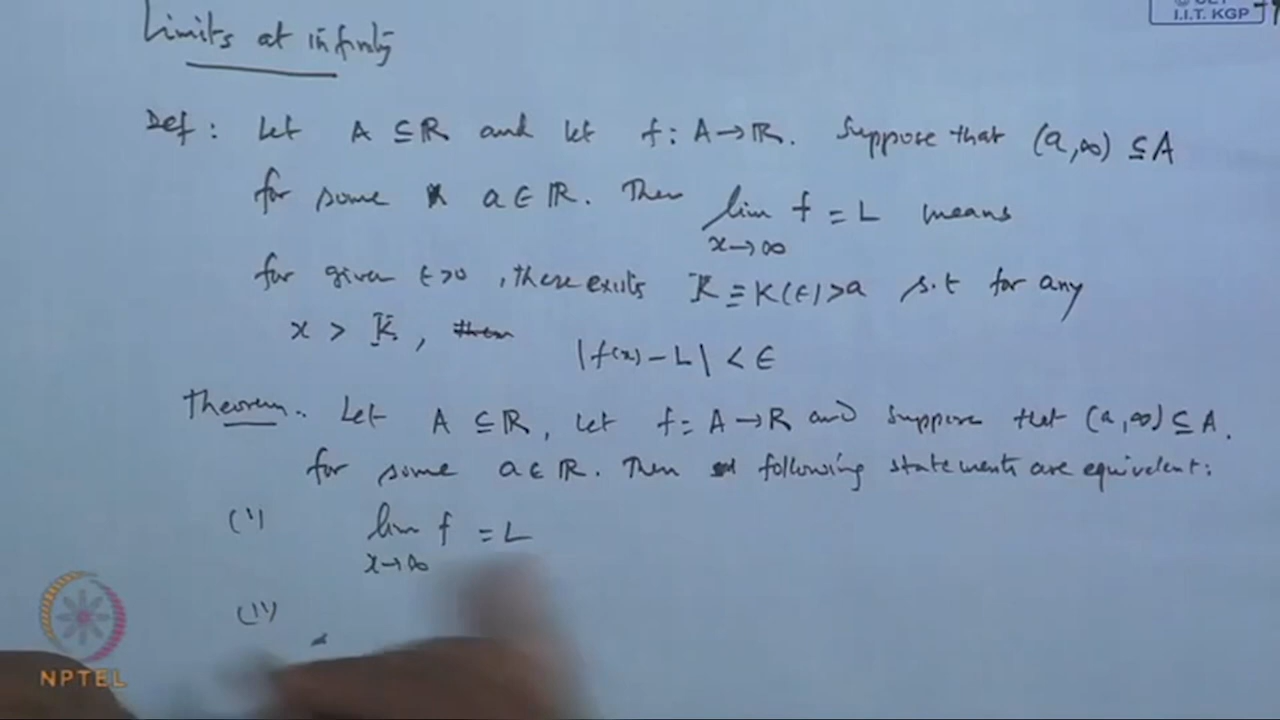 I.I.T. KGP
Limits at infinity
Def: Let A ⊆ ℝ and let f: A → ℝ. Suppose that (a,∞) ⊆ A
for some a ∈ ℝ. Then lim f = L means
x→∞
for given ε>0, there exists K ≡ K(ε)>a s.t for any
x > K, then
|f(x) - L| < ε
Theorem.. Let A ⊆ ℝ, Let f: A → ℝ and suppose that (a,∞) ⊆ A.
for some a ∈ ℝ. Then following statements are equivalent:
(i) lim f = L
x→∞
(ii)
NPTEL